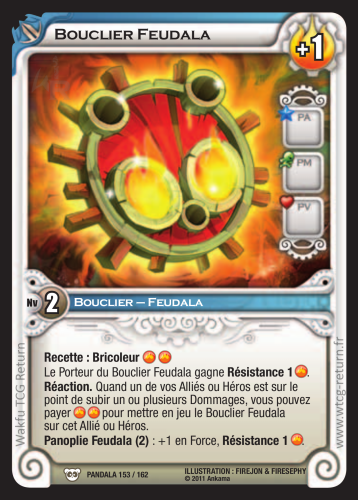 Bouclier Feudala
+1
PA
PM
PV
Nv 2
Bouclier – Feudala
Recette : Bricoleur
Le Porteur du Bouclier Feudala gagne Résistance 1
Réaction. Quand un de vos Alliés ou Héros est sur le
point de subir un ou plusieurs Dommages, vous pouvez
payer pour mettre en jeu le Bouclier Feudala
sur cet Allié ou Héros.
Panoplie Feudala (2) : +1 en Force, Résistance 1 .
Wakfu TCG Return
www.wtcg-return.fr
PANDALA 153 / 162
ILLUSTRATION : FIREJON & FIRESEPHY
© 2011 Ankama